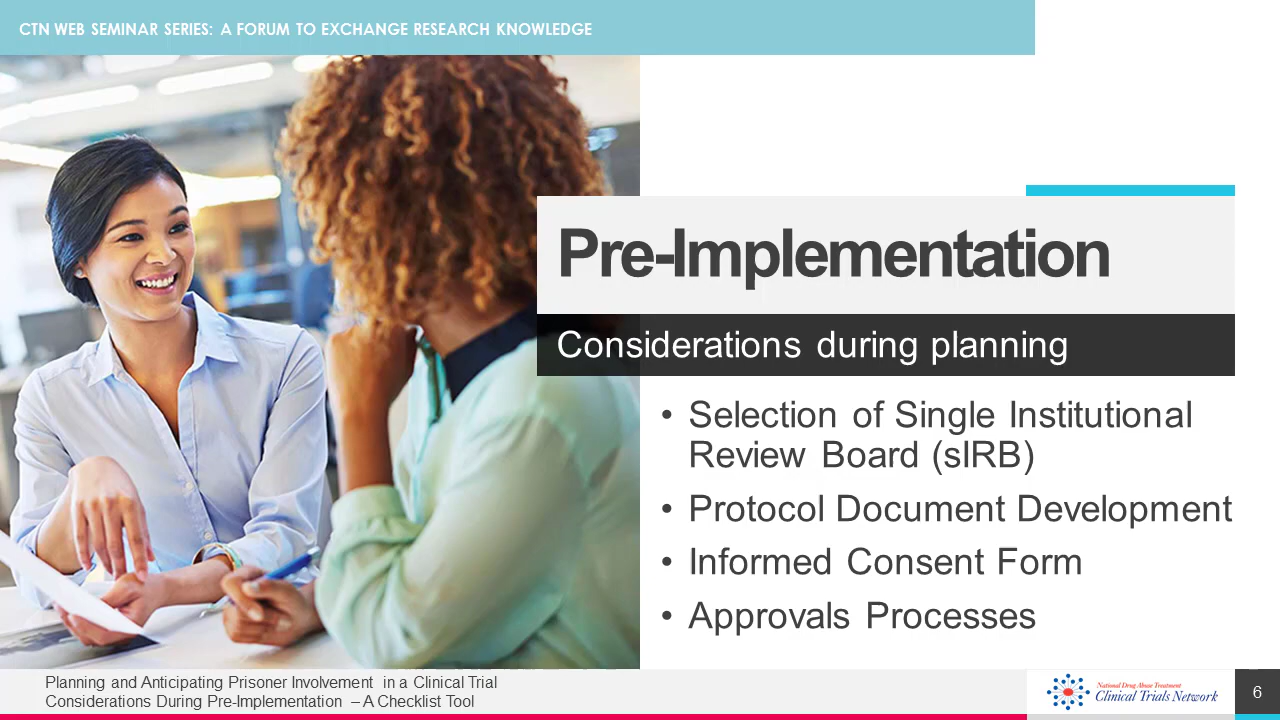 CTN WEB SEMINAR SERIES: A FORUM TO EXCHANGE RESEARCH KNOWLEDGE
Pre-Implementation
Considerations during planning
• Selection of Single Institutional
Review Board (sIRB)
• Protocol Document Development
• Informed Consent Form
• Approvals Processes
Planning and Anticipating Prisoner Involvement in a Clinical Trial
Considerations During Pre-Implementation – A Checklist Tool
National Drug Abuse Treatment
Clinical Trials Network
6